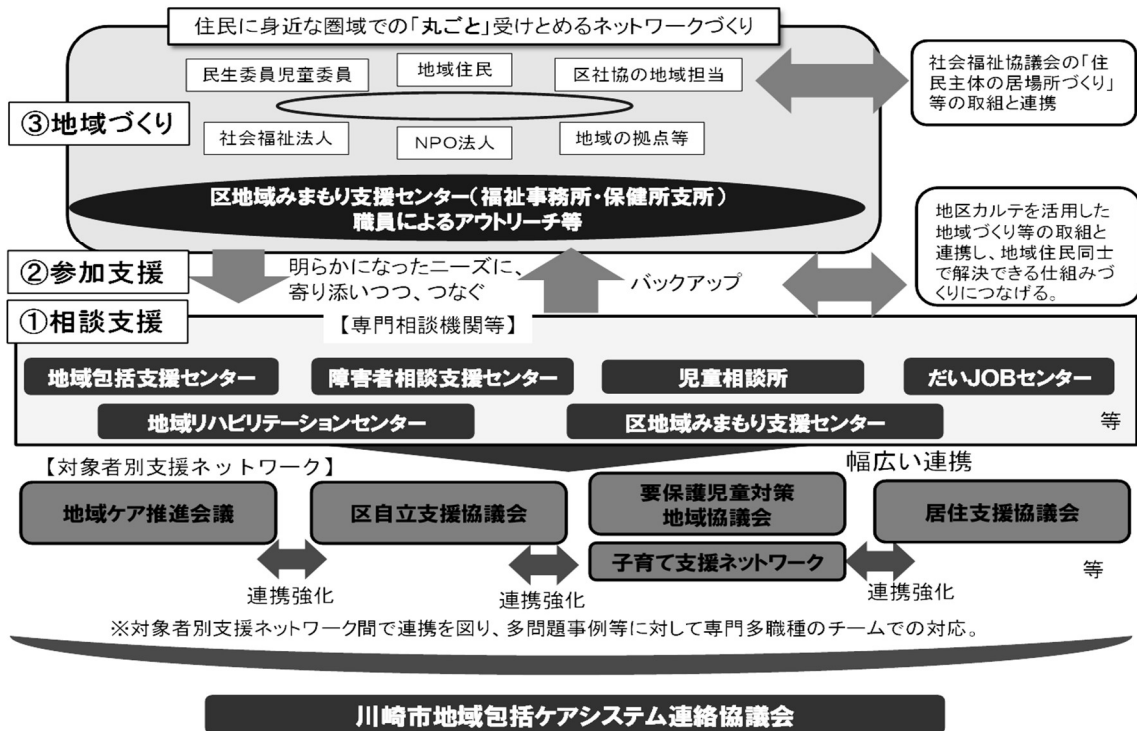 住民に身近な圏域での「丸ごと」受けとめるネットワークづくり
民生委員児童委員
地域住民
区社協の地域担当
社会福祉協議会の「住
民主体の居場所づくり」
等の取組と連携
③地域づくり
社会福祉法人
NPO法人
地域の拠点等
区地域みまもり支援センター（福祉事務所・保健所支所）
職員によるアウトリーチ等
地区カルテを活用した
地域づくり等の取組と
連携し、地域住民同士
で解決できる仕組みづ
くりにつなげる。
②参加支援
明らかになったニーズに、
寄り添いつつ、つなぐ
バックアップ
①相談支援
【専門相談機関等】
地域包括支援センター
障害者相談支援センター
児童相談所
だいJOBセンター
地域リハビリテーションセンター
区地域みまもり支援センター
等
【対象者別支援ネットワーク】
幅広い連携
地域ケア推進会議
区自立支援協議会
要保護児童対策
地域協議会
子育て支援ネットワーク
居住支援協議会
等
連携強化
連携強化
連携強化
※対象者別支援ネットワーク間で連携を図り、多問題事例等に対して専門多職種のチームでの対応。
川崎市地域包括ケアシステム連絡協議会